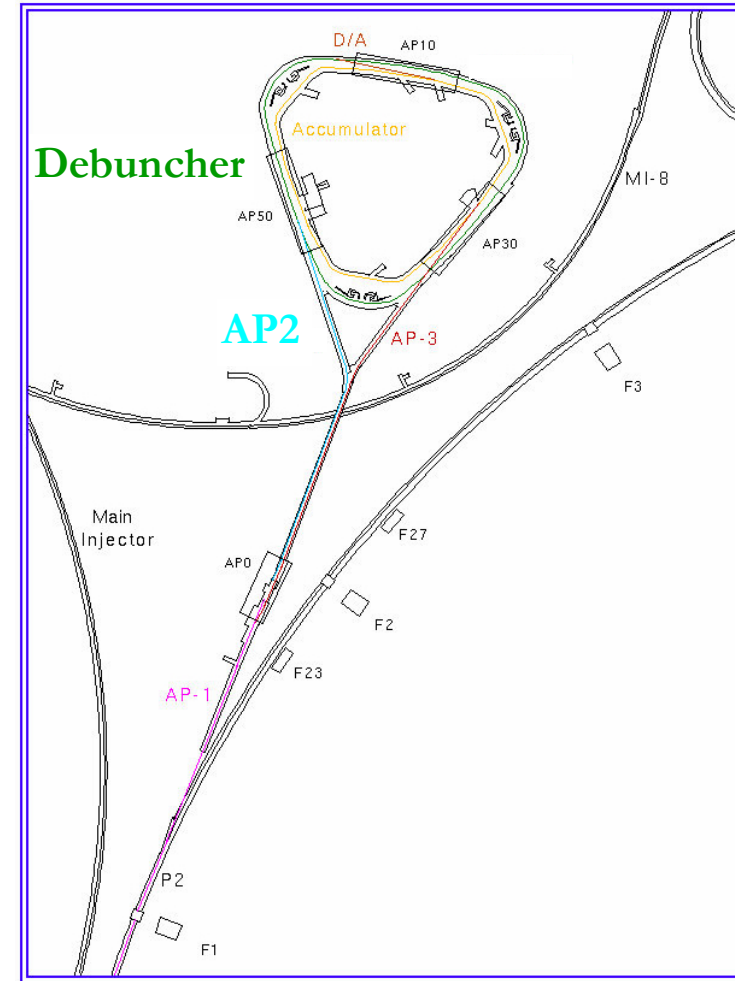 D/A
AP10
Accumulator
Debuncher
MI-8
AP50
AP30
AP2
AP-3
F3
Main
Injector
F27
AP0
F2
F23
AP-1
P2
F1